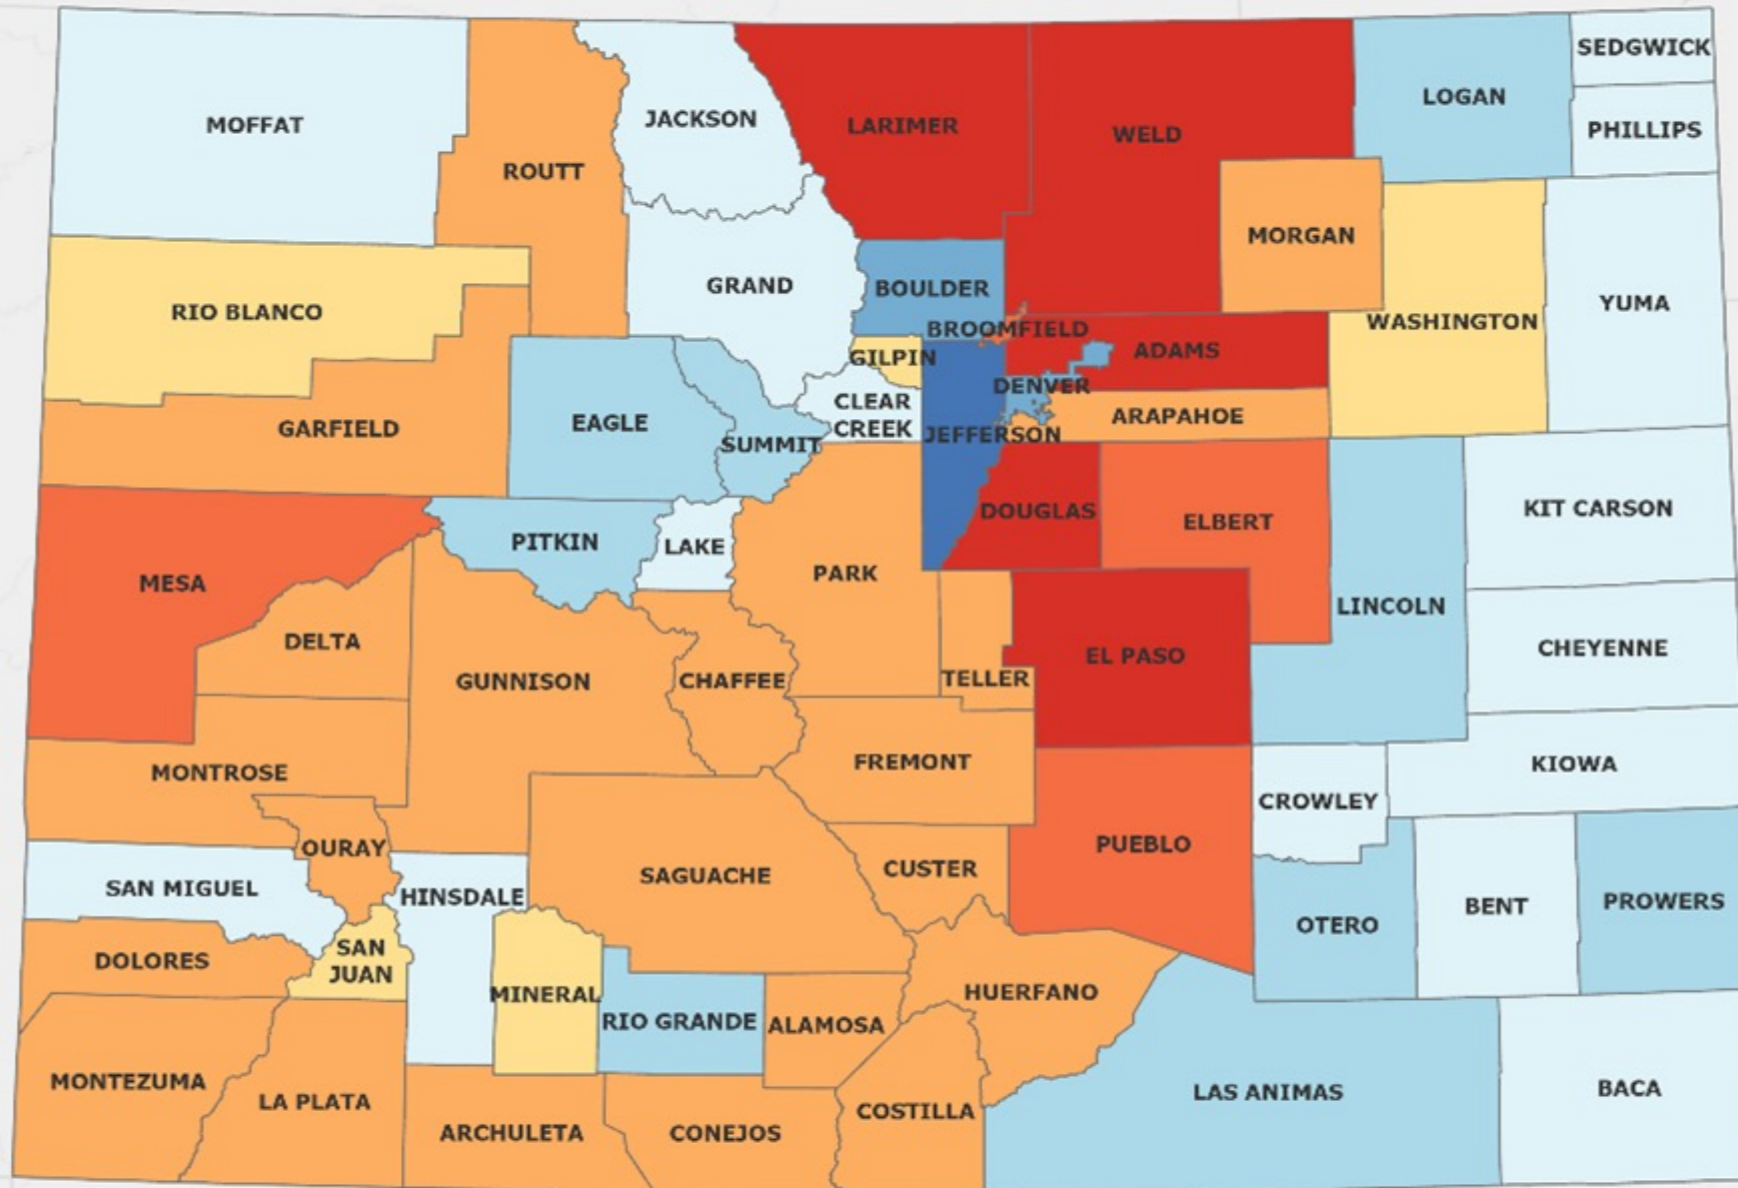 SEDGWICK
LOGAN
JACKSON
MOFFAT
LARIMER
WELD
PHILLIPS
ROUTT
MORGAN
GRAND
BOULDER
YUMA
RIO BLANCO
WASHINGTON
BROOMFIELD
GILPIN
ADAMS
DENVER
CLEAR
CREEK
ARAPAHOE
EAGLE
GARFIELD
JEFFERSON
SUMMIT
KIT CARSON
DOUGLAS
ELBERT
PITKIN
LAKE
PARK
MESA
LINCOLN
DELTA
CHEYENNE
EL PASO
GUNNISON
CHAFFEE
TELLER
FREMONT
KIOWA
MONTROSE
CROWLEY
PUEBLO
OURAY
CUSTER
SAGUACHE
SAN MIGUEL
HINSDALE
PROWERS
BENT
OTERO
SAN
JUAN
DOLORES
HUERFANO
MINERAL
RIO GRANDE
ALAMOSA
MONTEZUMA
BACA
LAS ANIMAS
LA PLATA
COSTILLA
ARCHULETA
CONEJOS